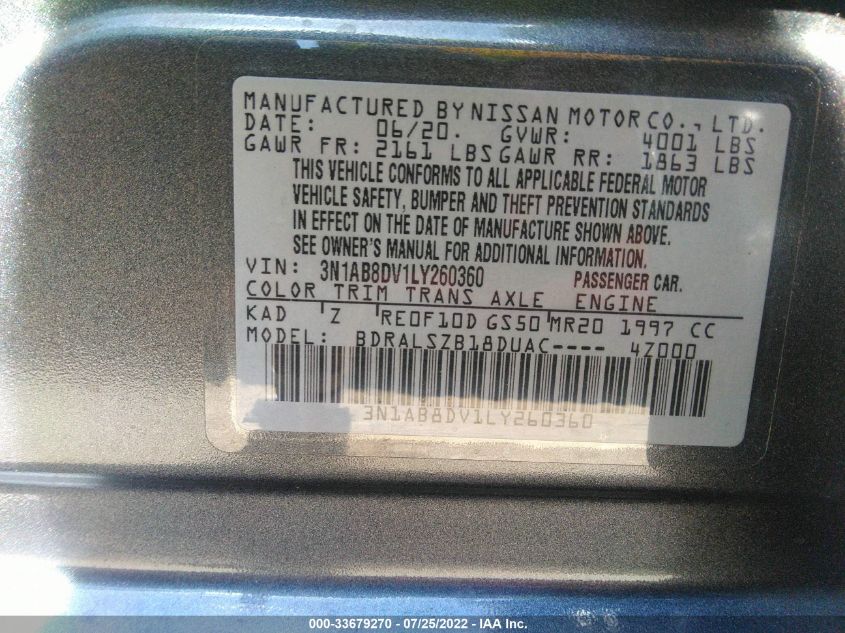 MANUFACTURED BY NISSAN MOTOR CO., LTD.
DATE: 06/20. GVWR: 4001 LBS
GAWR FR: 2161 LBS GAWR RR: 1863 LBS
THIS VEHICLE CONFORMS TO ALL APPLICABLE FEDERAL MOTOR
VEHICLE SAFETY, BUMPER AND THEFT PREVENTION STANDARDS
IN EFFECT ON THE DATE OF MANUFACTURE SHOWN ABOVE.
SEE OWNER'S MANUAL FOR ADDITIONAL INFORMATION.
VIN: 3N1AB8DV1LY260360 PASSENGER CAR.
COLOR TRIM TRANS AXLE ENGINE
KAD Z RE0F10D GS50 MR20 1997 CC
MODEL: BDRALSZB18DUAC---- 4Z000
3N1AB8DV1LY260360
000-33679270 - 07/25/2022 - IAAI.COM